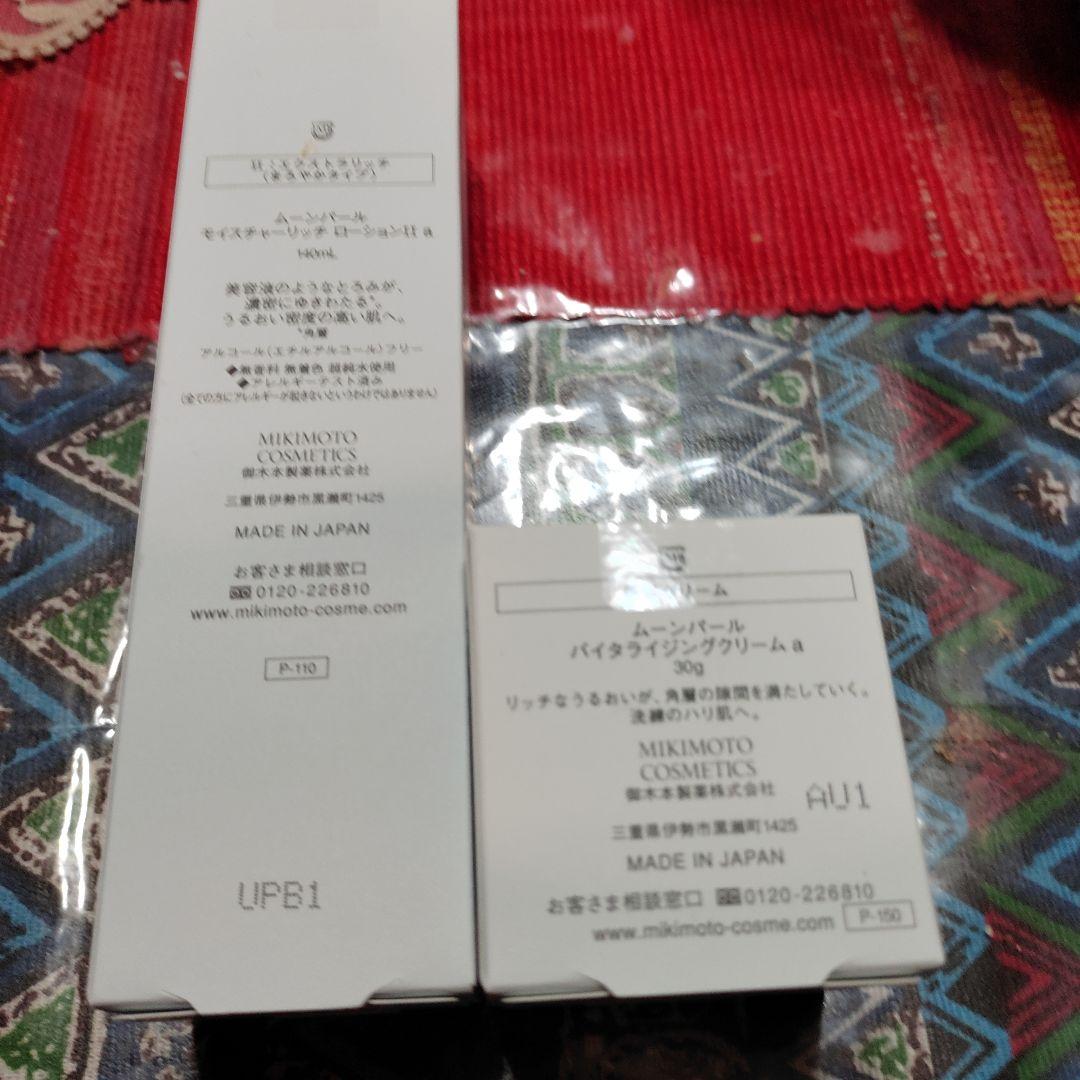 II：エクストラリッチ
（まろやかタイプ）
ムーンパール
モイスチャーリッチ ローションII a
140mL
美容液のようなとろみが、
濃密にゆきわたる*。
うるおい密度の高い肌へ。
*角層
アルコール（エチルアルコール）フリー
◆無香料 無着色 超純水使用
◆アレルギーテスト済み
（全ての方にアレルギーが起きないというわけではありません）
MIKIMOTO
COSMETICS
御木本製薬株式会社
三重県伊勢市黒瀬町1425
MADE IN JAPAN
お客さま相談窓口
0120-226810
www.mikimoto-cosme.com
P-110
UPB1
リーム
ムーンパール
バイタライジングクリーム a
30g
リッチなうるおいが、角層の隙間を満たしていく。
洗練のハリ肌へ。
MIKIMOTO
COSMETICS
御木本製薬株式会社
AU1
三重県伊勢市黒瀬町1425
MADE IN JAPAN
お客さま相談窓口 0120-226810
www.mikimoto-cosme.com P-150